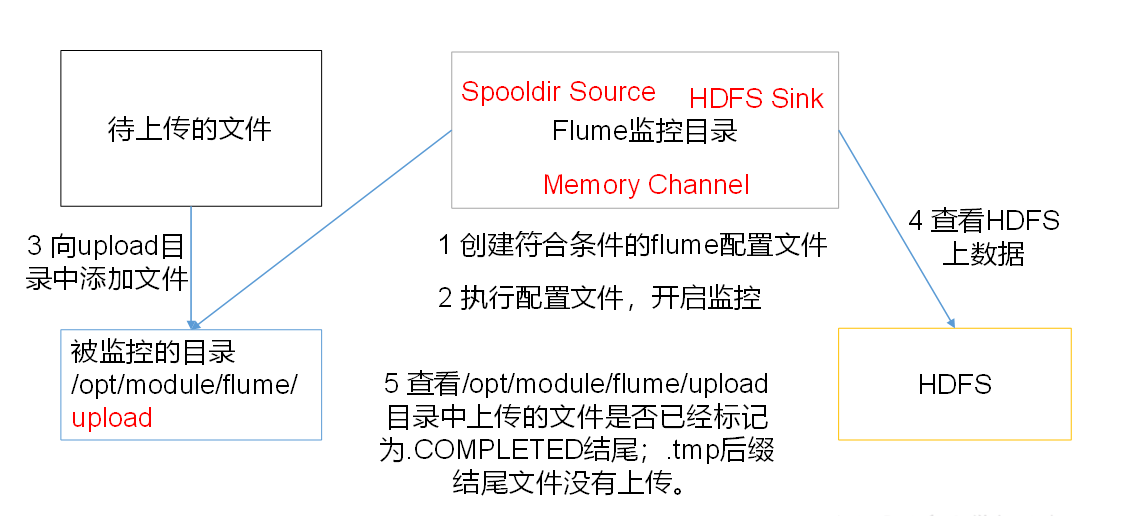 待上传的文件
Spooldir Source
HDFS Sink
Flume监控目录
Memory Channel
3 向upload目
录中添加文件
1 创建符合条件的flume配置文件
2 执行配置文件，开启监控
4 查看HDFS
上数据
被监控的目录
/opt/module/flume/
upload
5 查看/opt/module/flume/upload
目录中上传的文件是否已经标记
为.COMPLETED结尾；.tmp后缀
结尾文件没有上传。
HDFS